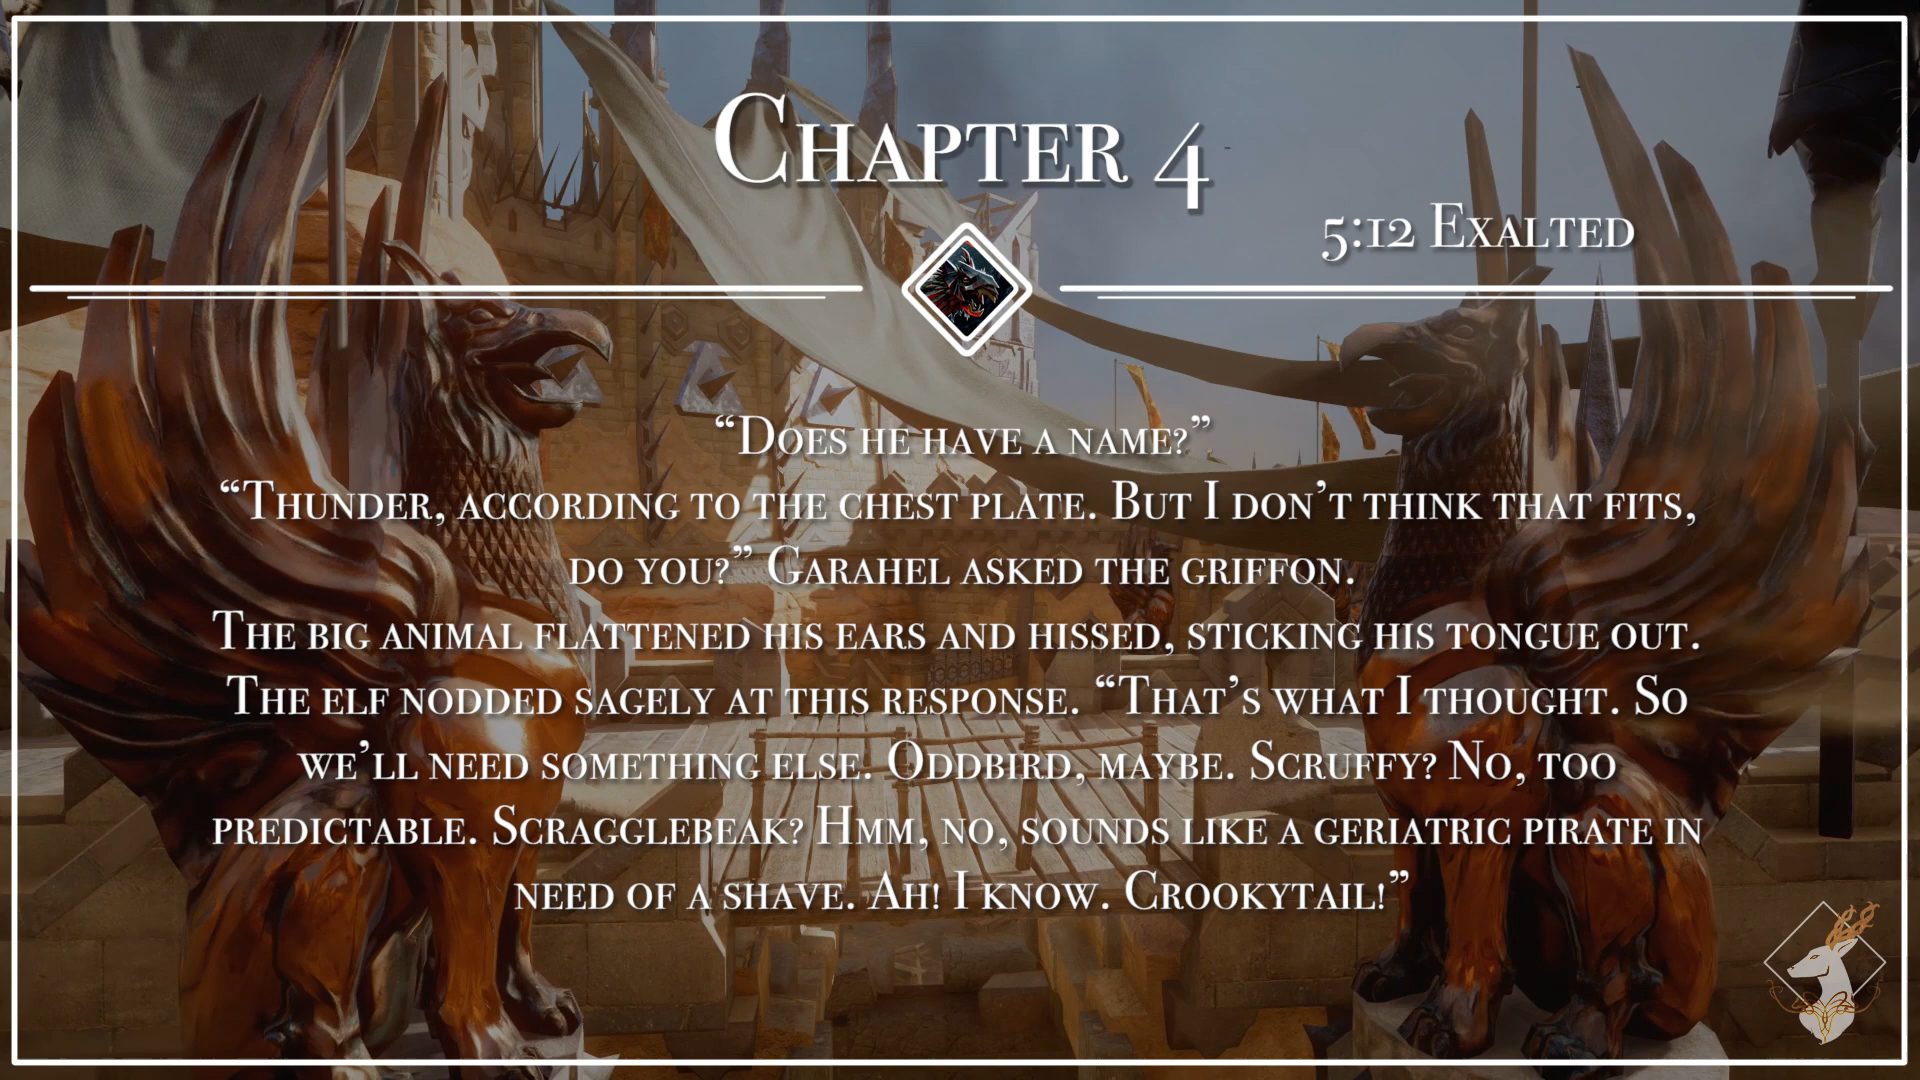 Chapter 4
5:12 Exalted
“Does he have a name?”
“Thunder, according to the chest plate. But I don’t think that fits,
do you?” Garahel asked the griffon.
The big animal flattened his ears and hissed, sticking his tongue out.
The elf nodded sagely at this response. “That’s what I thought. So
we’ll need something else. Oddbird, maybe. Scruffy? No, too
predictable. Scragglebeak? Hmm, no, sounds like a geriatric pirate in
need of a shave. Ah! I know. Crookytail!”